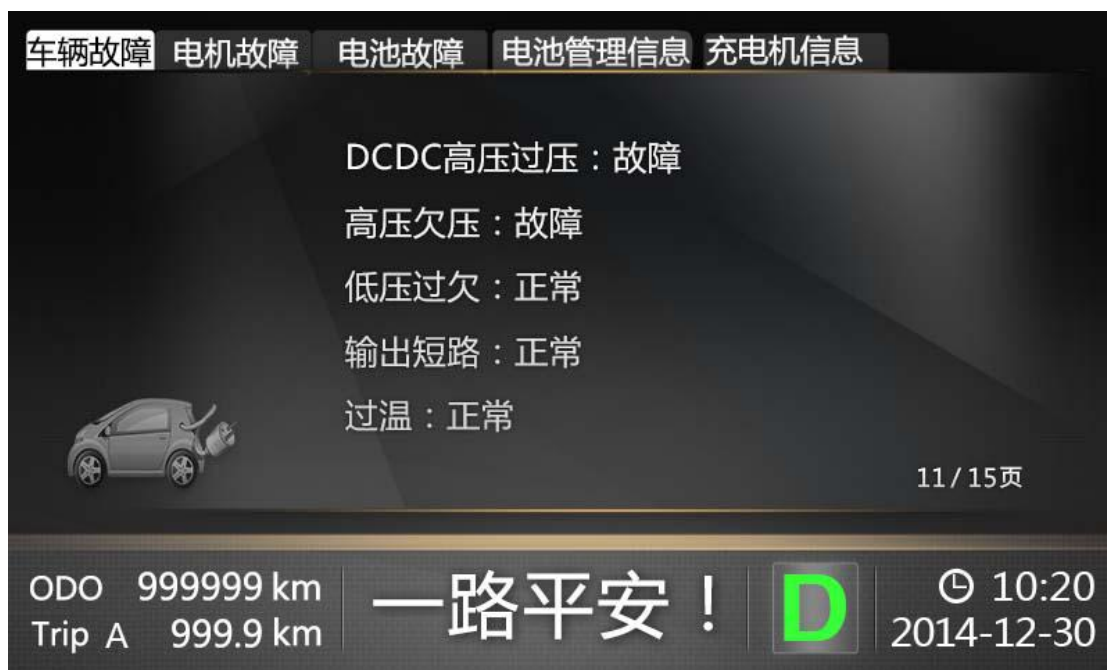 车辆故障 电机故障 电池故障 电池管理信息 充电机信息
DCDC高压过压：故障
高压欠压：故障
低压过欠：正常
输出短路：正常
过温：正常
11/15页
ODO 999999 km
Trip A 999.9 km
一路平安！
D
10:20
2014-12-30